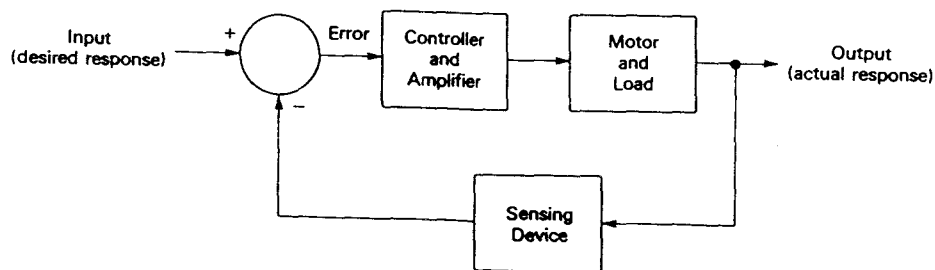 Input
(desired response)
+
−
Error
Controller
and
Amplifier
Motor
and
Load
Output
(actual response)
Sensing
Device